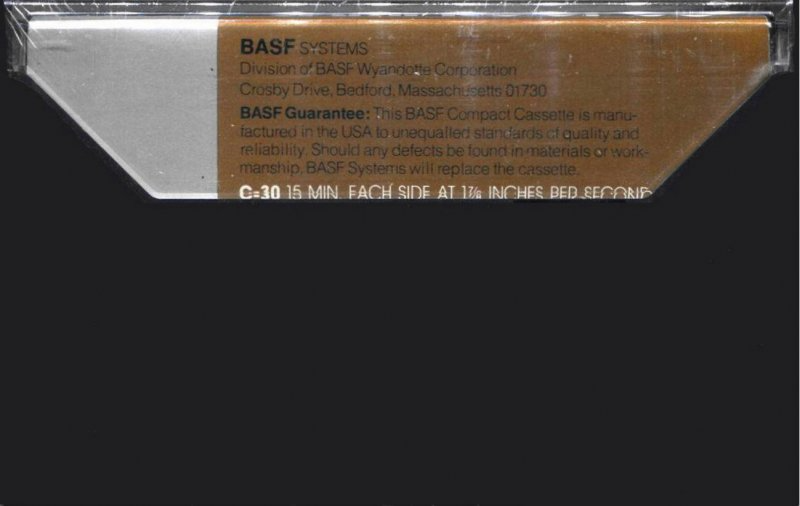 BASF SYSTEMS
Division of BASF Wyandotte Corporation
Crosby Drive, Bedford, Massachusetts 01730
BASF Guarantee: This BASF Compact Cassette is manu-
factured in the USA to unequalled standards of quality and
reliability. Should any defects be found in materials or work-
manship, BASF Systems will replace the cassette.
C-30 15 MIN. EACH SIDE AT 1⅞ INCHES PER SECOND